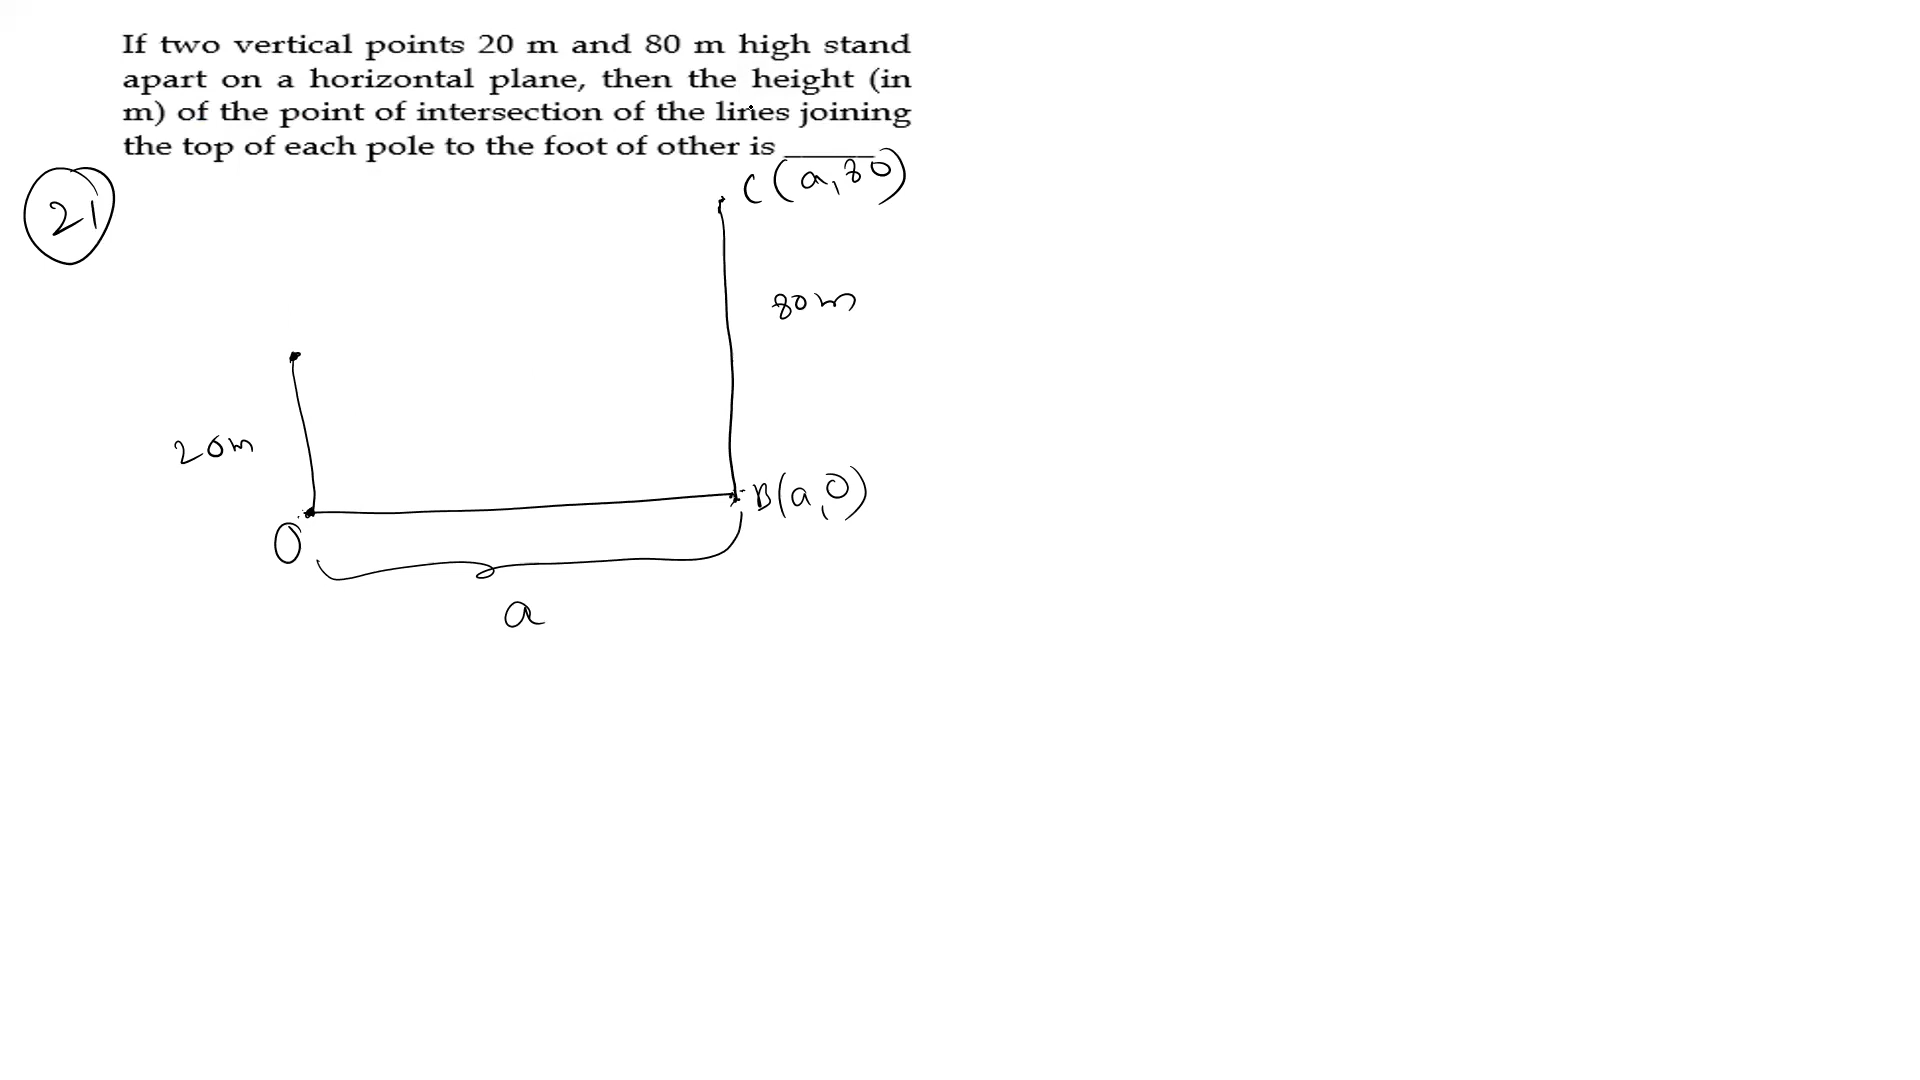 If two vertical points 20 m and 80 m high stand
apart on a horizontal plane, then the height (in
m) of the point of intersection of the lines joining
the top of each pole to the foot of other is ______
C(a,80)
21
80m
20m
B(a,0)
O
a